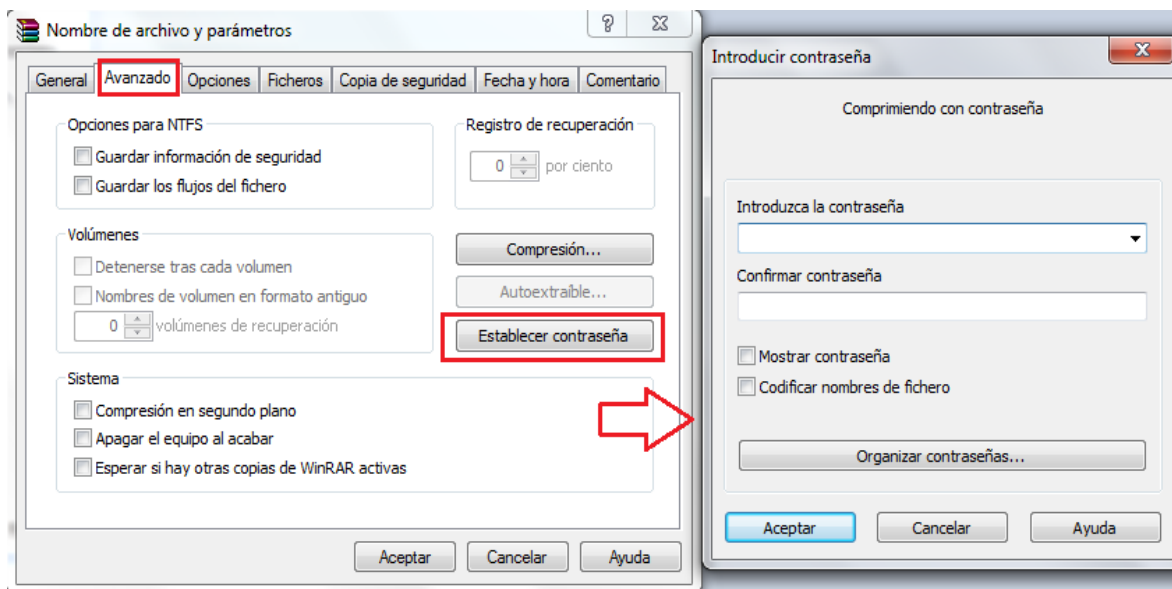 Nombre de archivo y parámetros
General Avanzado Opciones Ficheros Copia de seguridad Fecha y hora Comentario
Opciones para NTFS
Guardar información de seguridad
Guardar los flujos del fichero
Registro de recuperación
0 por ciento
Volúmenes
Detenerse tras cada volumen
Nombres de volumen en formato antiguo
0 volúmenes de recuperación
Compresión...
Autoextraíble...
Establecer contraseña
Sistema
Compresión en segundo plano
Apagar el equipo al acabar
Esperar si hay otras copias de WinRAR activas
Aceptar Cancelar Ayuda
Introducir contraseña
Comprimiendo con contraseña
Introduzca la contraseña
Confirmar contraseña
Mostrar contraseña
Codificar nombres de fichero
Organizar contraseñas...
Aceptar Cancelar Ayuda